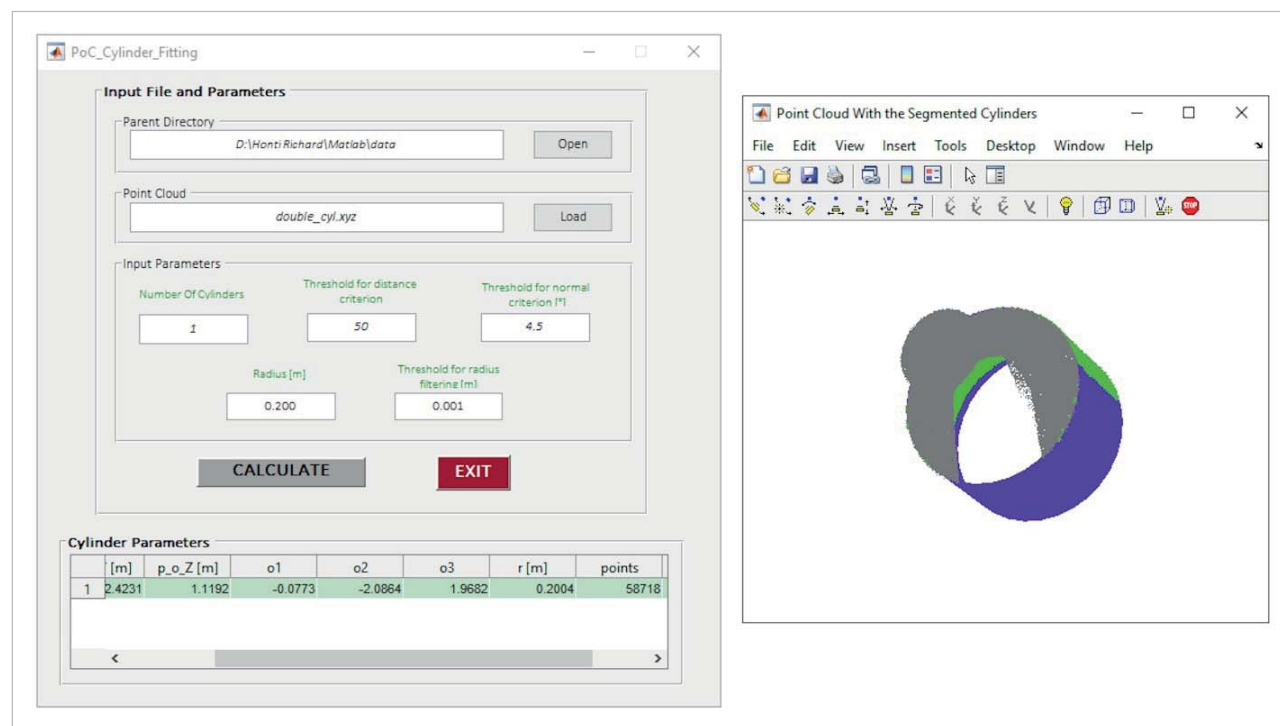 PoC_Cylinder_Fitting
Input File and Parameters
Parent Directory
D:\Honti Richard\Matlab\data
Open
Point Cloud
double_cyl.xyz
Load
Input Parameters
Number Of Cylinders
Threshold for distance
criterion
Threshold for normal
criterion [°]
1
50
4.5
Radius [m]
Threshold for radius
filtering [m]
0.200
0.001
CALCULATE
EXIT
Cylinder Parameters
[m] p_o_Z [m] o1 o2 o3 r [m] points
1 2.4231 1.1192 -0.0773 -2.0864 1.9682 0.2004 58718
Point Cloud With the Segmented Cylinders
File Edit View Insert Tools Desktop Window Help
STOP